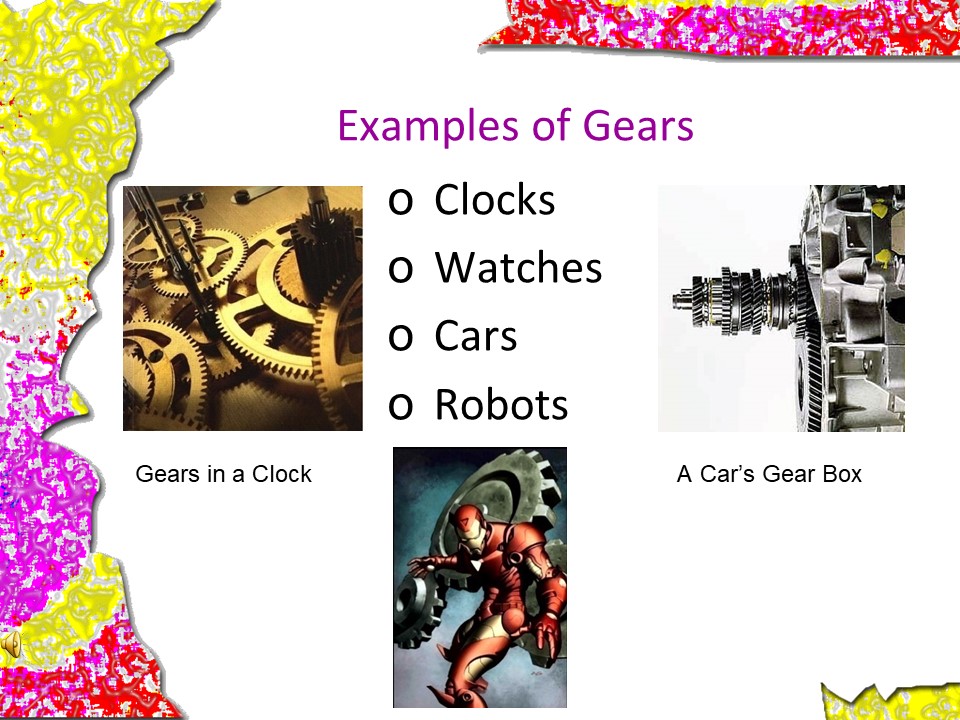 Examples of Gears
o Clocks
o Watches
o Cars
o Robots
Gears in a Clock
A Car’s Gear Box